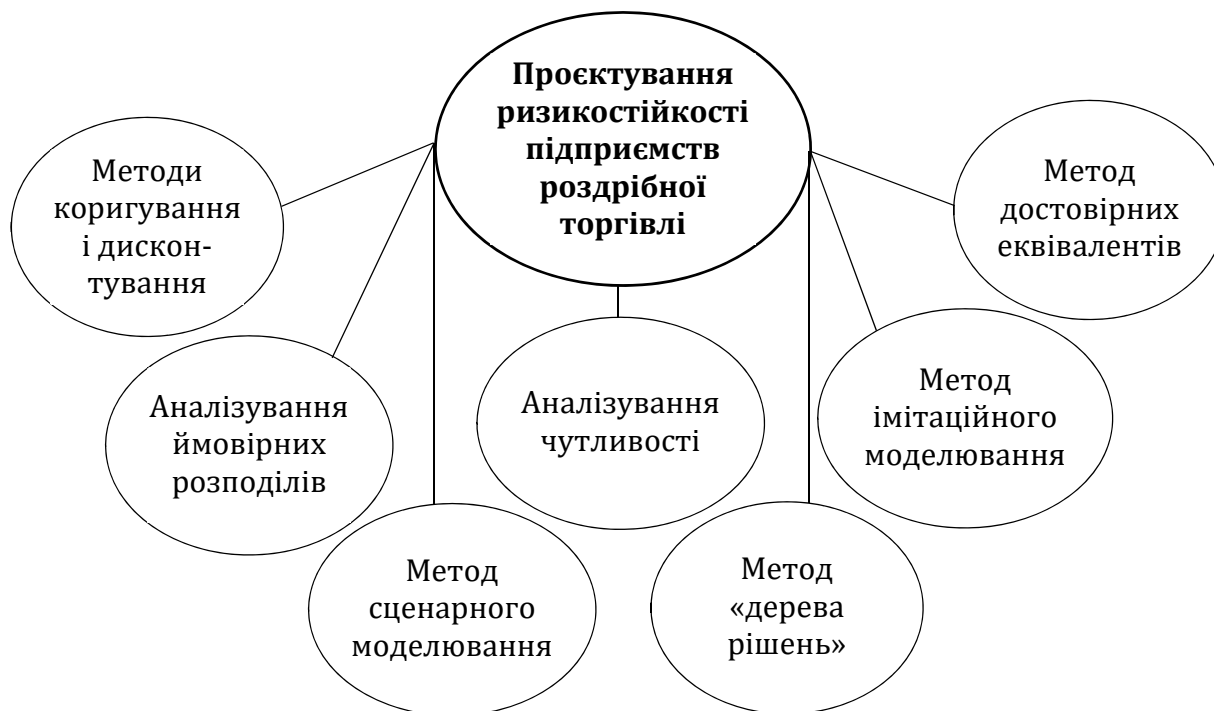 Проєктування
ризикостійкості
підприємств
роздрібної
торгівлі
Методи
коригування
і дискон-
тування
Метод
достовірних
еквівалентів
Аналізування
ймовірних
розподілів
Аналізування
чутливості
Метод
імітаційного
моделювання
Метод
сценарного
моделювання
Метод
«дерева
рішень»